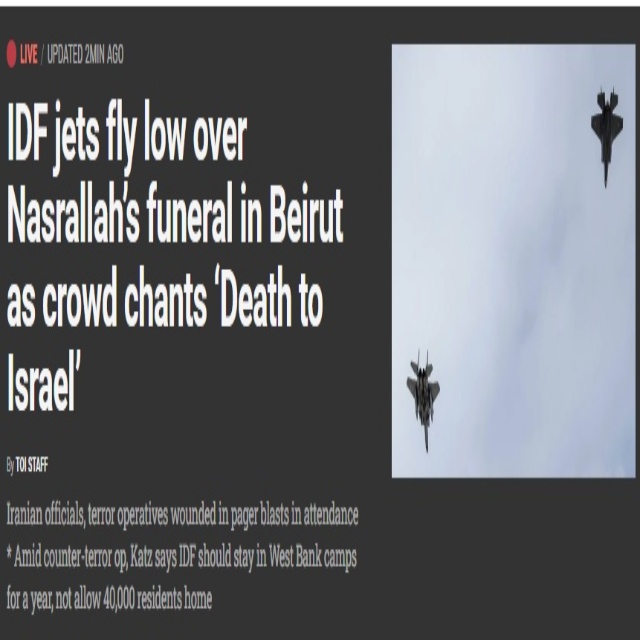 LIVE / UPDATED 2MIN AGO
IDF jets fly low over
Nasrallah's funeral in Beirut
as crowd chants ‘Death to
Israel’
By TOI STAFF
Iranian officials, terror operatives wounded in pager blasts in attendance
* Amid counter-terror op, Katz says IDF should stay in West Bank camps
for a year, not allow 40,000 residents home